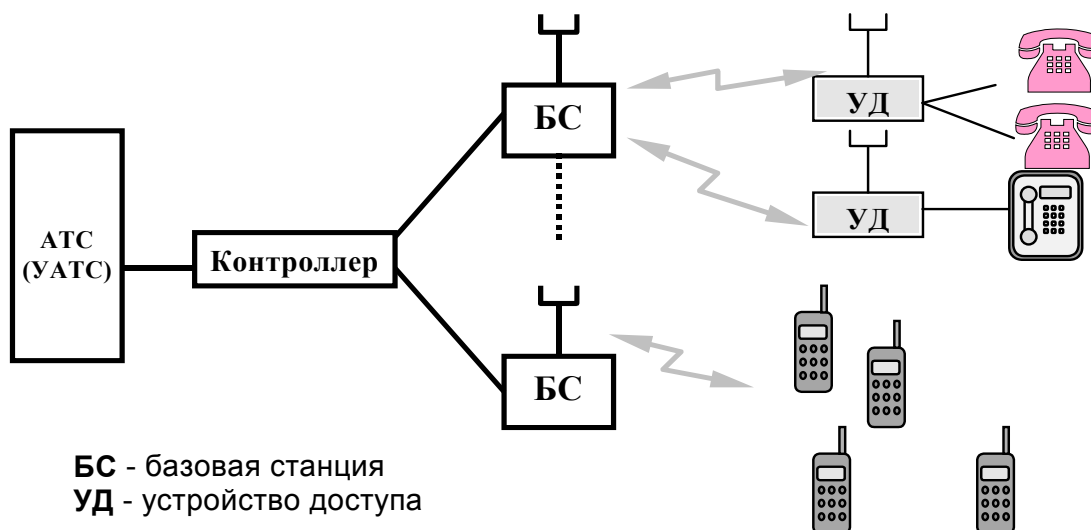 БС
УД
УД
АТС
(УАТС)
Контроллер
БС
БС - базовая станция
УД - устройство доступа